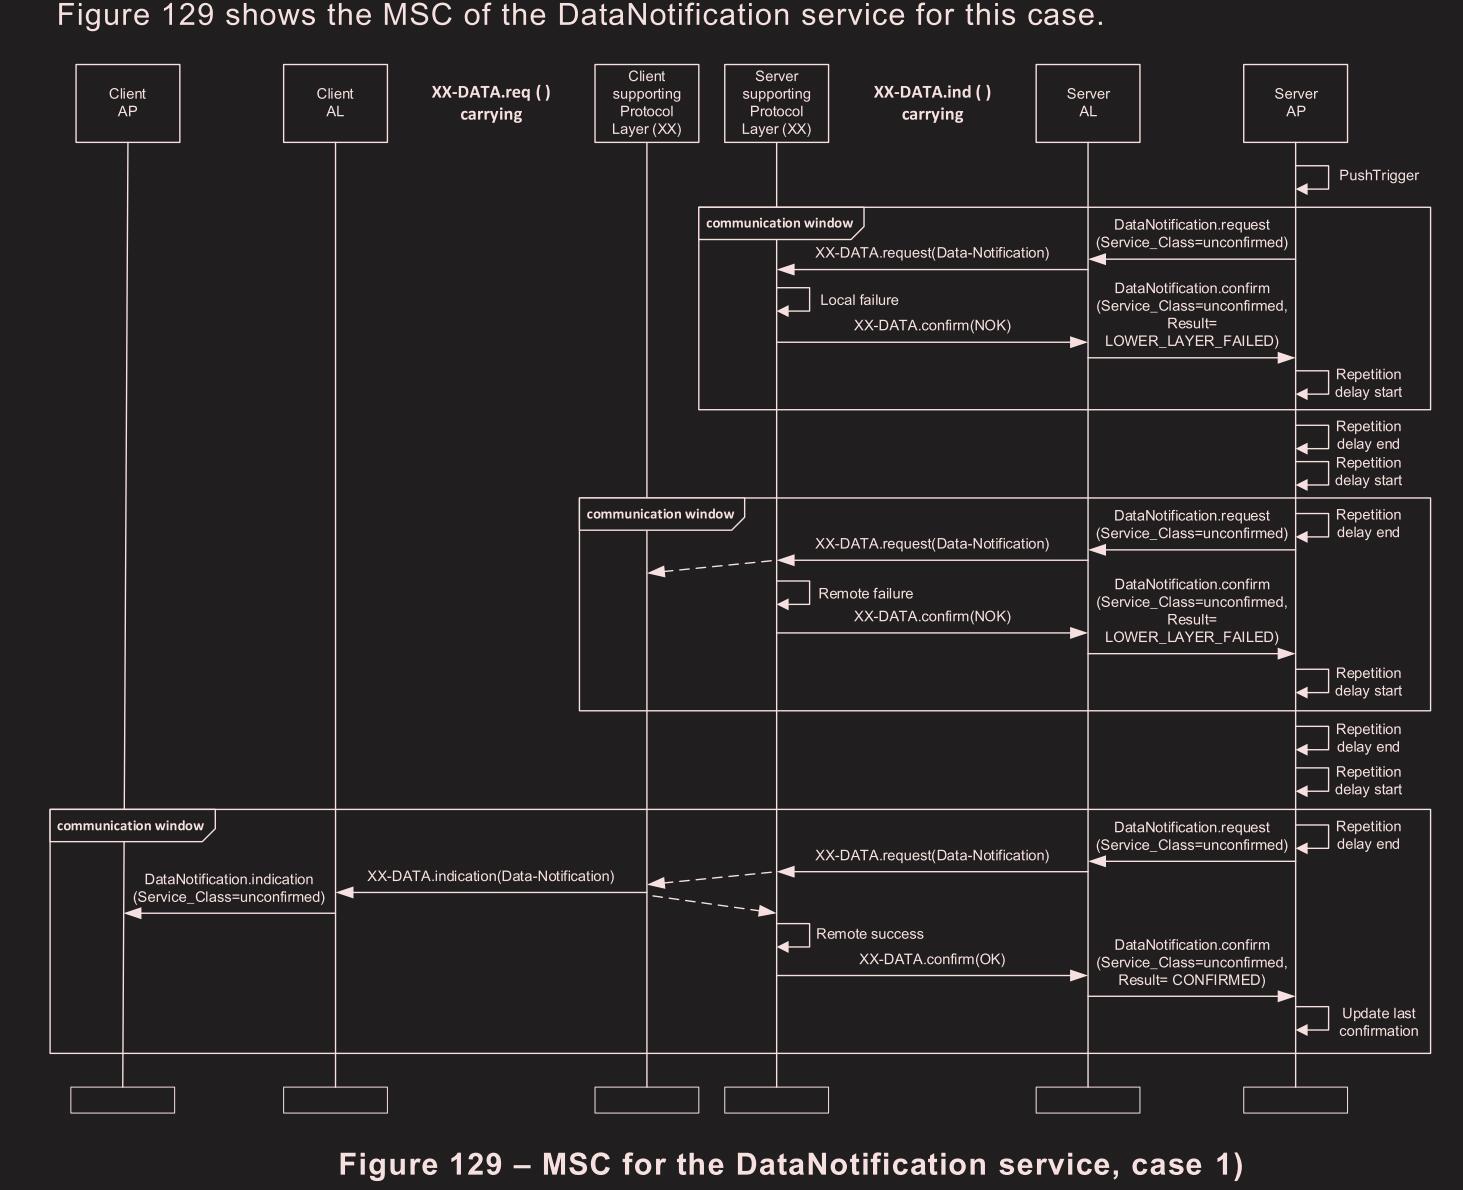 Figure 129 shows the MSC of the DataNotification service for this case.
Client
AP
Client
AL
XX-DATA.req ( )
carrying
Client
supporting
Protocol
Layer (XX)
Server
supporting
Protocol
Layer (XX)
XX-DATA.ind ( )
carrying
Server
AL
Server
AP
PushTrigger
communication window
DataNotification.request
(Service_Class=unconfirmed)
XX-DATA.request(Data-Notification)
Local failure
DataNotification.confirm
(Service_Class=unconfirmed,
Result=
LOWER_LAYER_FAILED)
XX-DATA.confirm(NOK)
Repetition
delay start
Repetition
delay end
Repetition
delay start
communication window
DataNotification.request
(Service_Class=unconfirmed)
Repetition
delay end
XX-DATA.request(Data-Notification)
Remote failure
DataNotification.confirm
(Service_Class=unconfirmed,
Result=
LOWER_LAYER_FAILED)
XX-DATA.confirm(NOK)
Repetition
delay start
Repetition
delay end
Repetition
delay start
communication window
DataNotification.request
(Service_Class=unconfirmed)
Repetition
delay end
XX-DATA.request(Data-Notification)
XX-DATA.indication(Data-Notification)
DataNotification.indication
(Service_Class=unconfirmed)
Remote success
XX-DATA.confirm(OK)
DataNotification.confirm
(Service_Class=unconfirmed,
Result= CONFIRMED)
Update last
confirmation
Figure 129 – MSC for the DataNotification service, case 1)